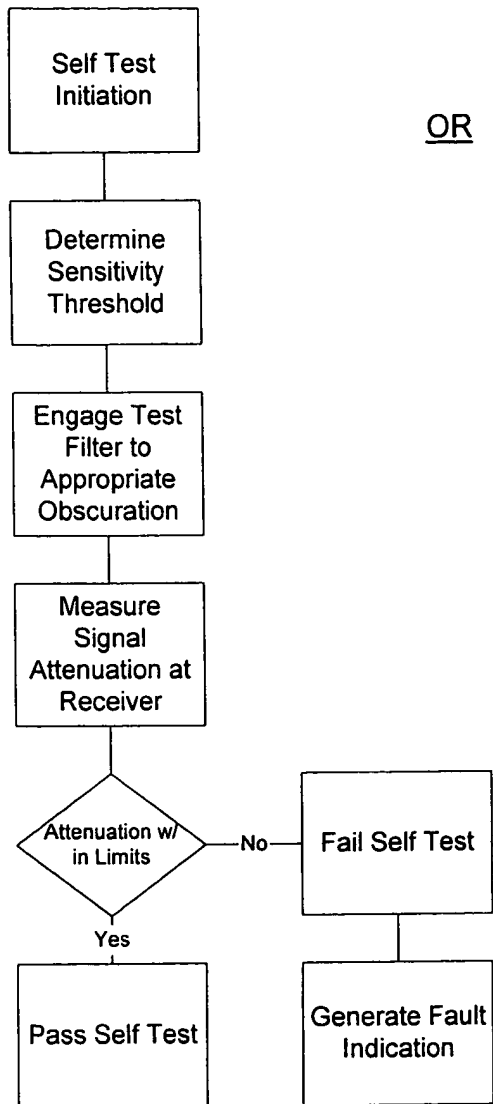 Self Test
Initiation
OR
Determine
Sensitivity
Threshold
Engage Test
Filter to
Appropriate
Obscuration
Measure
Signal
Attenuation at
Receiver
Attenuation w/
in Limits
No
Fail Self Test
Yes
Pass Self Test
Generate Fault
Indication